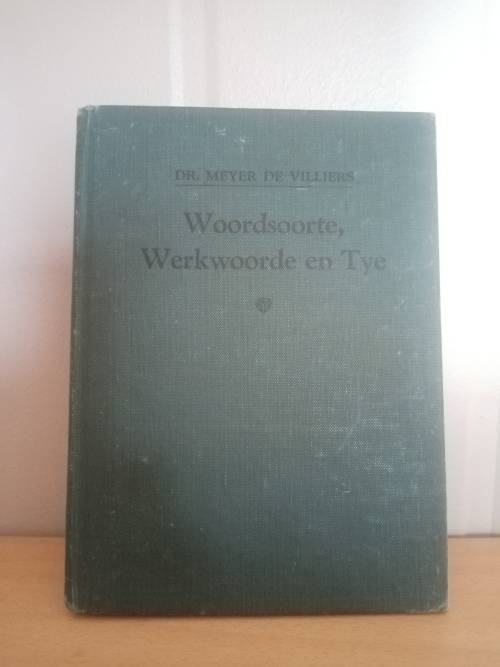 DR. MEYER DE VILLIERS
Woordsoorte,
Werkwoorde en Tye